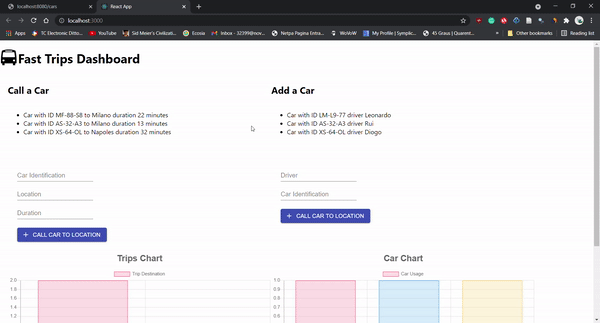 localhost:8080/cars
React App
localhost:3000
Apps
TC Electronic Ditto...
YouTube
Sid Meier's Civilizati...
Ecosia
Inbox - 32399@nov...
Netpa Pagina Entra...
WoVoW
My Profile | Symplic...
45 Graus | Quarent...
Other bookmarks
Reading list
Fast Trips Dashboard
Call a Car
Car with ID MF-88-S8 to Milano duration 22 minutes
Car with ID AS-32-A3 to Milano duration 13 minutes
Car with ID XS-64-OL to Napoles duration 32 minutes
Car Identification
Location
Duration
+ CALL CAR TO LOCATION
Add a Car
Car with ID LM-L9-77 driver Leonardo
Car with ID AS-32-A3 driver Rui
Car with ID XS-64-OL driver Diogo
Driver
Car Identification
+ CALL CAR TO LOCATION
Trips Chart
Trip Destination
2.0
1.8
1.6
1.4
1.2
Car Chart
Car Usage
1.0
0.9
0.8
0.7
0.6